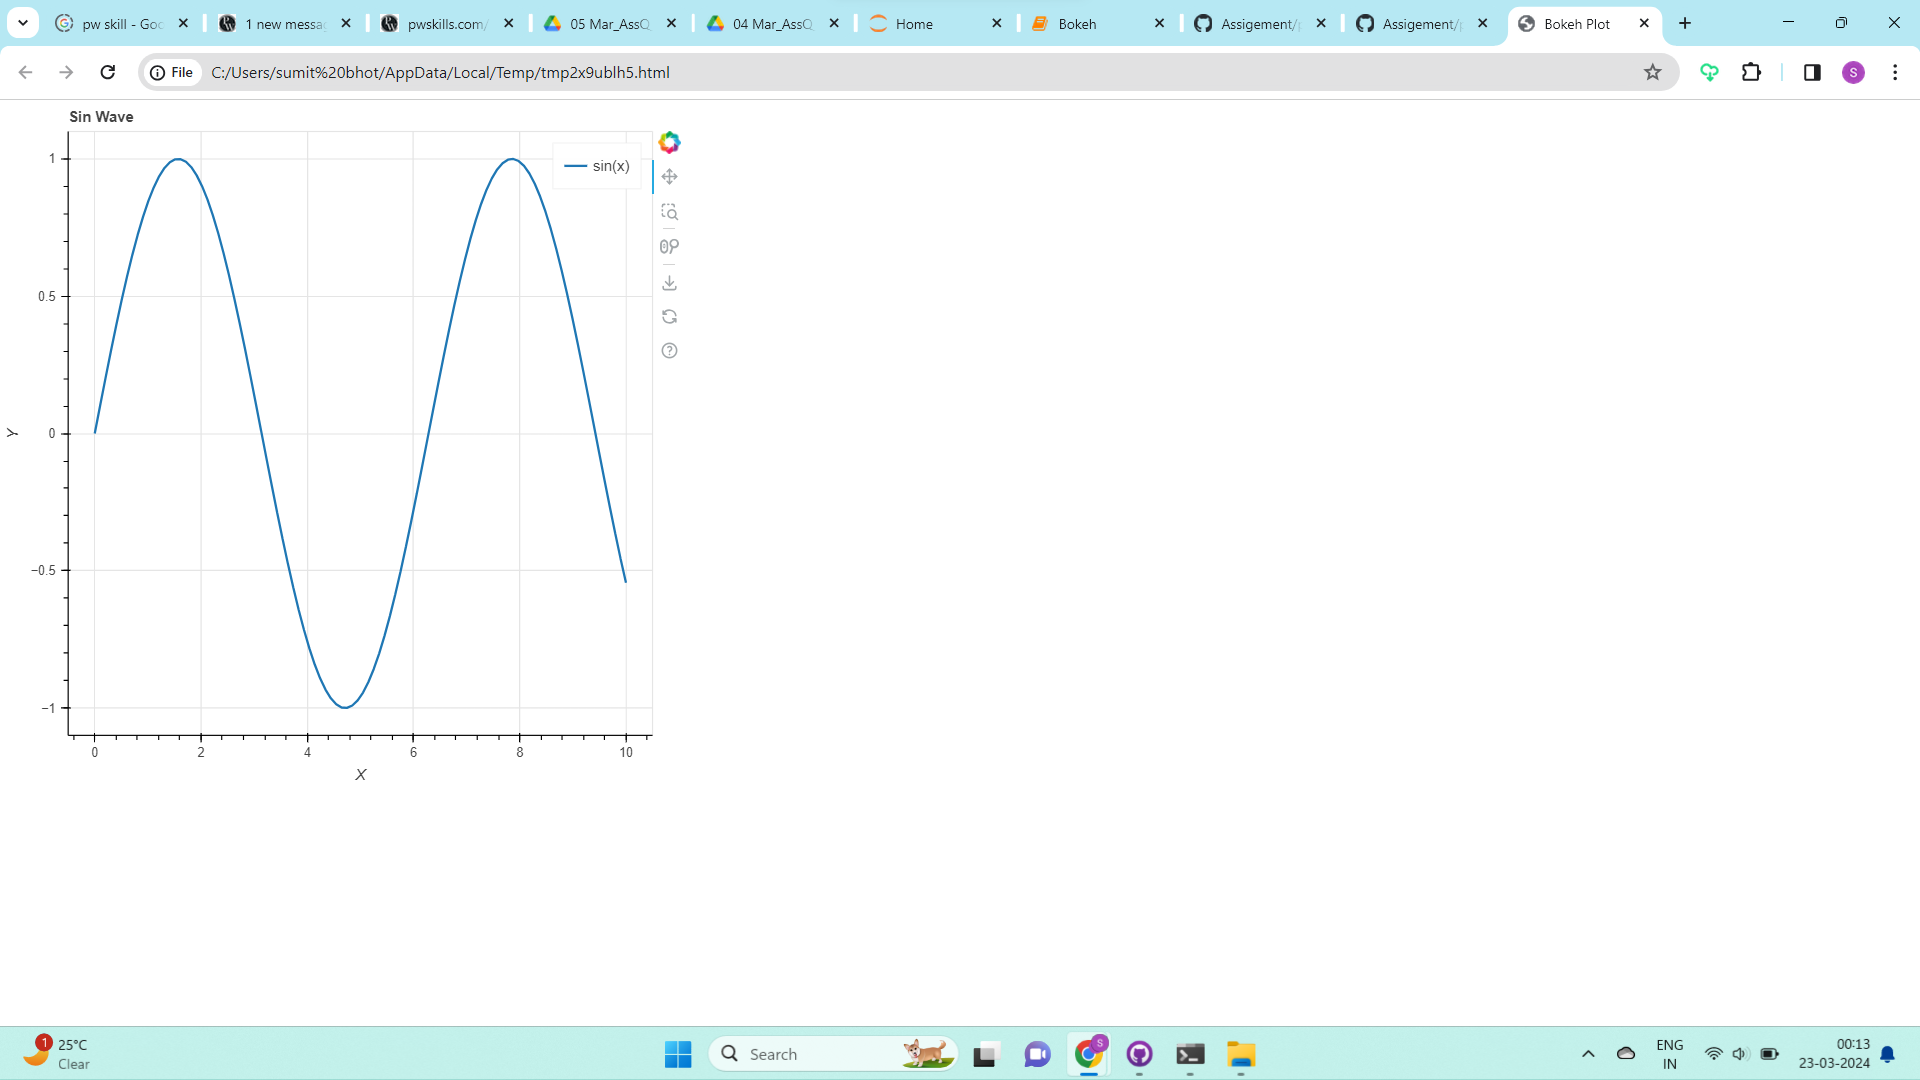 pw skill - Goo
1 new messa
pwskills.com/
05 Mar_AssQ
04 Mar_AssQ
Home
Bokeh
Assigement/
Assigement/
Bokeh Plot
File
C:/Users/sumit%20bhot/AppData/Local/Temp/tmp2x9ublh5.html
S
Sin Wave
sin(x)
1
0.5
0
−0.5
−1
Y
0 2 4 6 8 10
X
1
25°C
Clear
Search
S
ENG
IN
00:13
23-03-2024